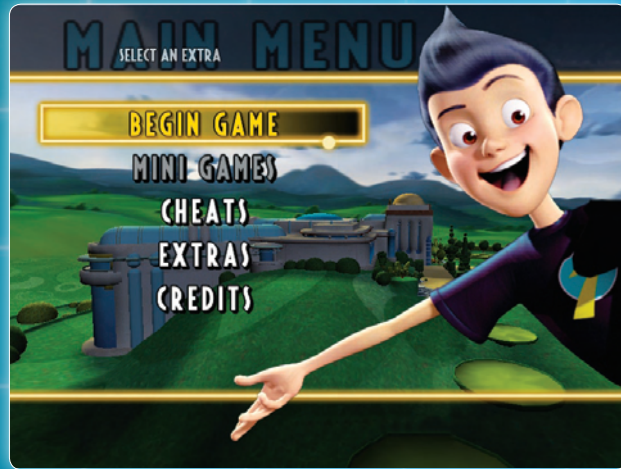 MAIN MENU
SELECT AN EXTRA
BEGIN GAME
MINI GAMES
CHEATS
EXTRAS
CREDITS